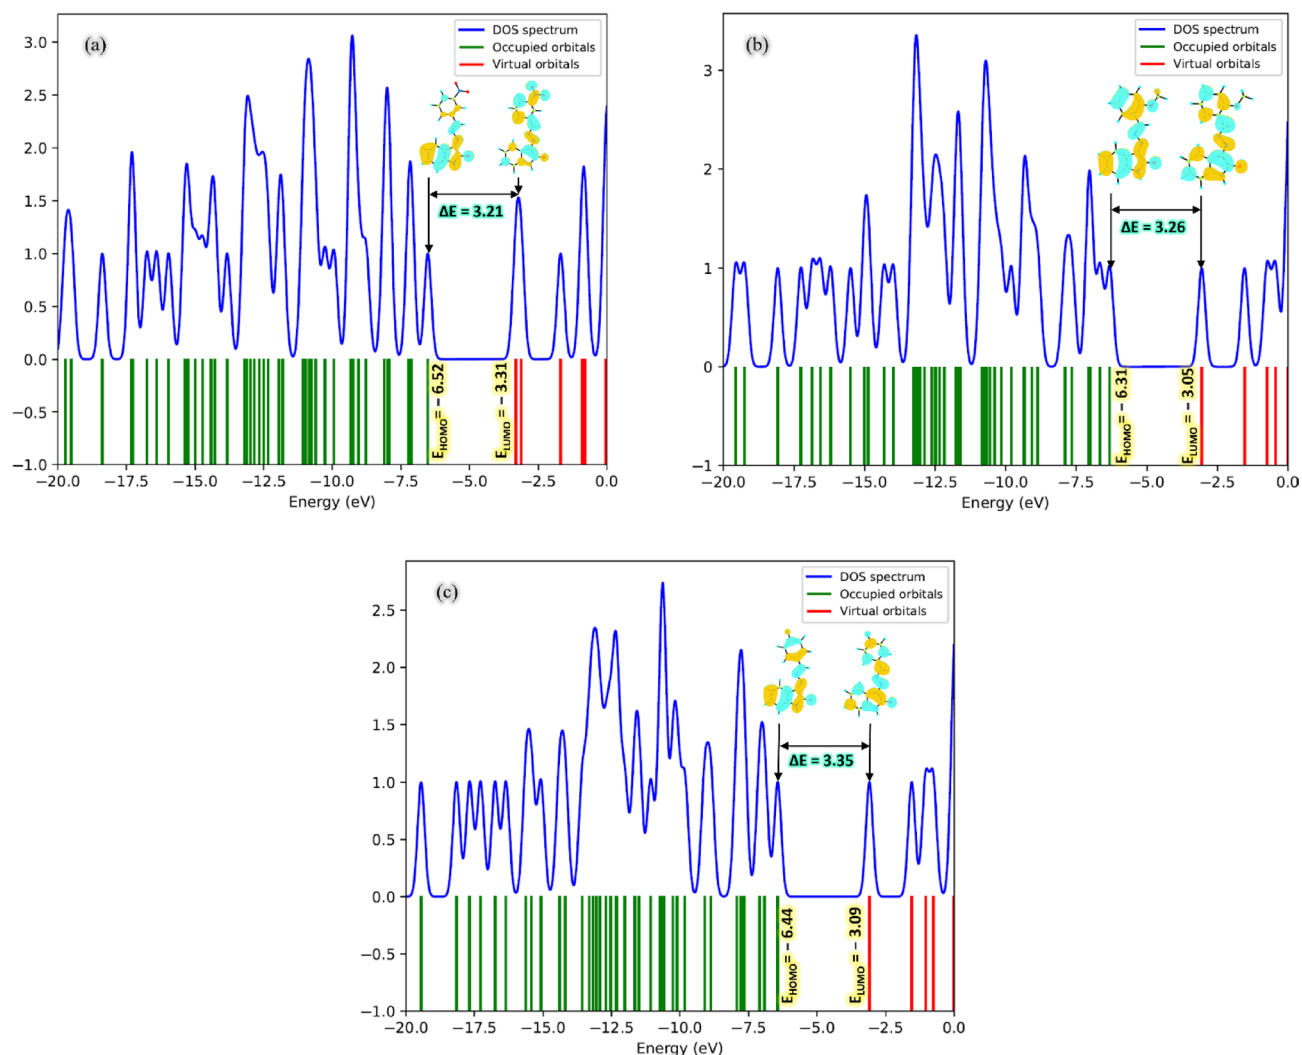 (a)
DOS spectrum
Occupied orbitals
Virtual orbitals
3.0
2.5
2.0
1.5
1.0
0.5
0.0
−0.5
−1.0
ΔE = 3.21
E_HOMO = − 6.52
E_LUMO = − 3.31
−20.0 −17.5 −15.0 −12.5 −10.0 −7.5 −5.0 −2.5 0.0
Energy (eV)
(b)
DOS spectrum
Occupied orbitals
Virtual orbitals
3
2
1
0
−1
ΔE = 3.26
E_HOMO = − 6.31
E_LUMO = − 3.05
−20.0 −17.5 −15.0 −12.5 −10.0 −7.5 −5.0 −2.5 0.0
Energy (eV)
(c)
DOS spectrum
Occupied orbitals
Virtual orbitals
2.5
2.0
1.5
1.0
0.5
0.0
−0.5
−1.0
ΔE = 3.35
E_HOMO = − 6.44
E_LUMO = − 3.09
−20.0 −17.5 −15.0 −12.5 −10.0 −7.5 −5.0 −2.5 0.0
Energy (eV)